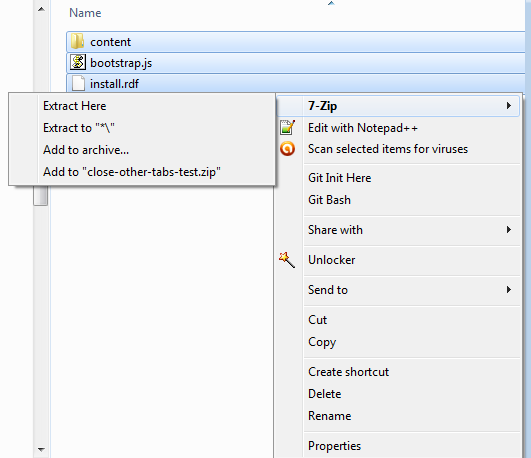 Name
content
bootstrap.js
install.rdf
Extract Here
Extract to "*\"
Add to archive...
Add to "close-other-tabs-test.zip"
7-Zip
Edit with Notepad++
Scan selected items for viruses
Git Init Here
Git Bash
Share with
Unlocker
Send to
Cut
Copy
Create shortcut
Delete
Rename
Properties